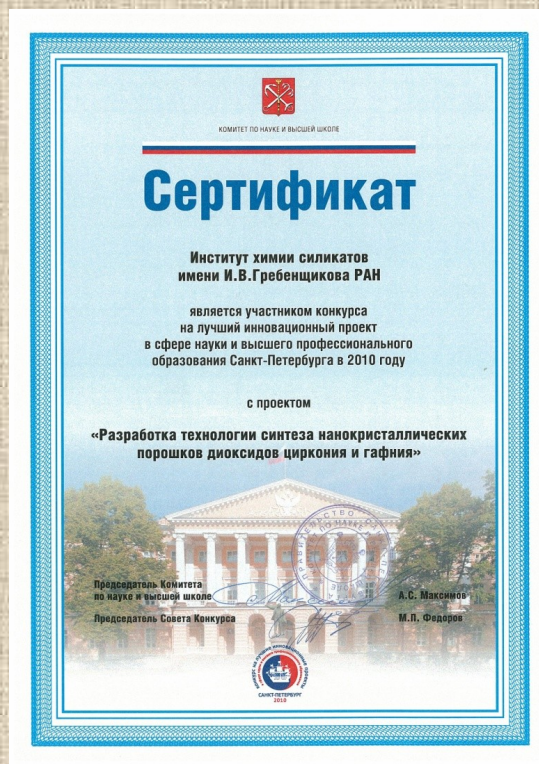 КОМИТЕТ ПО НАУКЕ И ВЫСШЕЙ ШКОЛЕ
Сертификат
Институт химии силикатов
имени И.В.Гребенщикова РАН
является участником конкурса
на лучший инновационный проект
в сфере науки и высшего профессионального
образования Санкт-Петербурга в 2010 году
с проектом
«Разработка технологии синтеза нанокристаллических
порошков диоксидов циркония и гафния»
Председатель Комитета
по науке и высшей школе
А.С. Максимов
Председатель Совета Конкурса
М.П. Федоров
САНКТ-ПЕТЕРБУРГ
2010